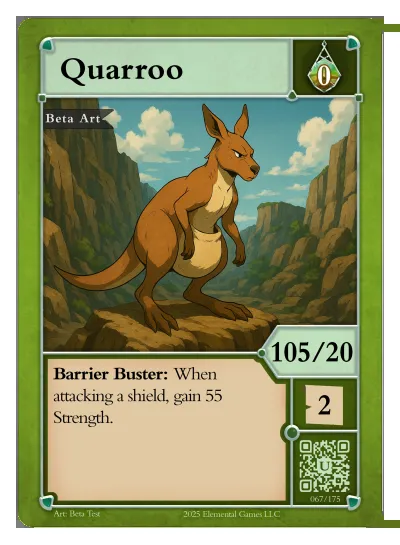 Quarroo
0
Beta Art
105/20
Barrier Buster: When
attacking a shield, gain 55
Strength.
2
U
067/175
Art: Beta Test
2025 Elemental Games LLC